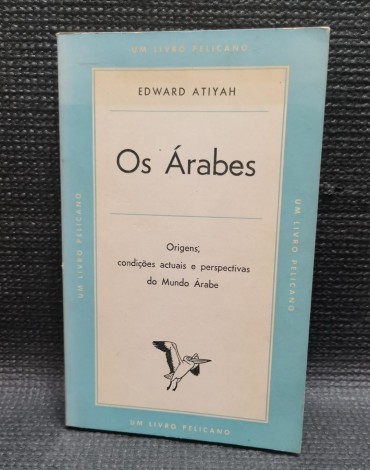 UM LIVRO PELICANO
EDWARD ATIYAH
Os Árabes
UM LIVRO PELICANO
UM LIVRO PELICANO
Origens,
condições actuais e perspectivas
do Mundo Árabe
UM LIVRO PELICANO